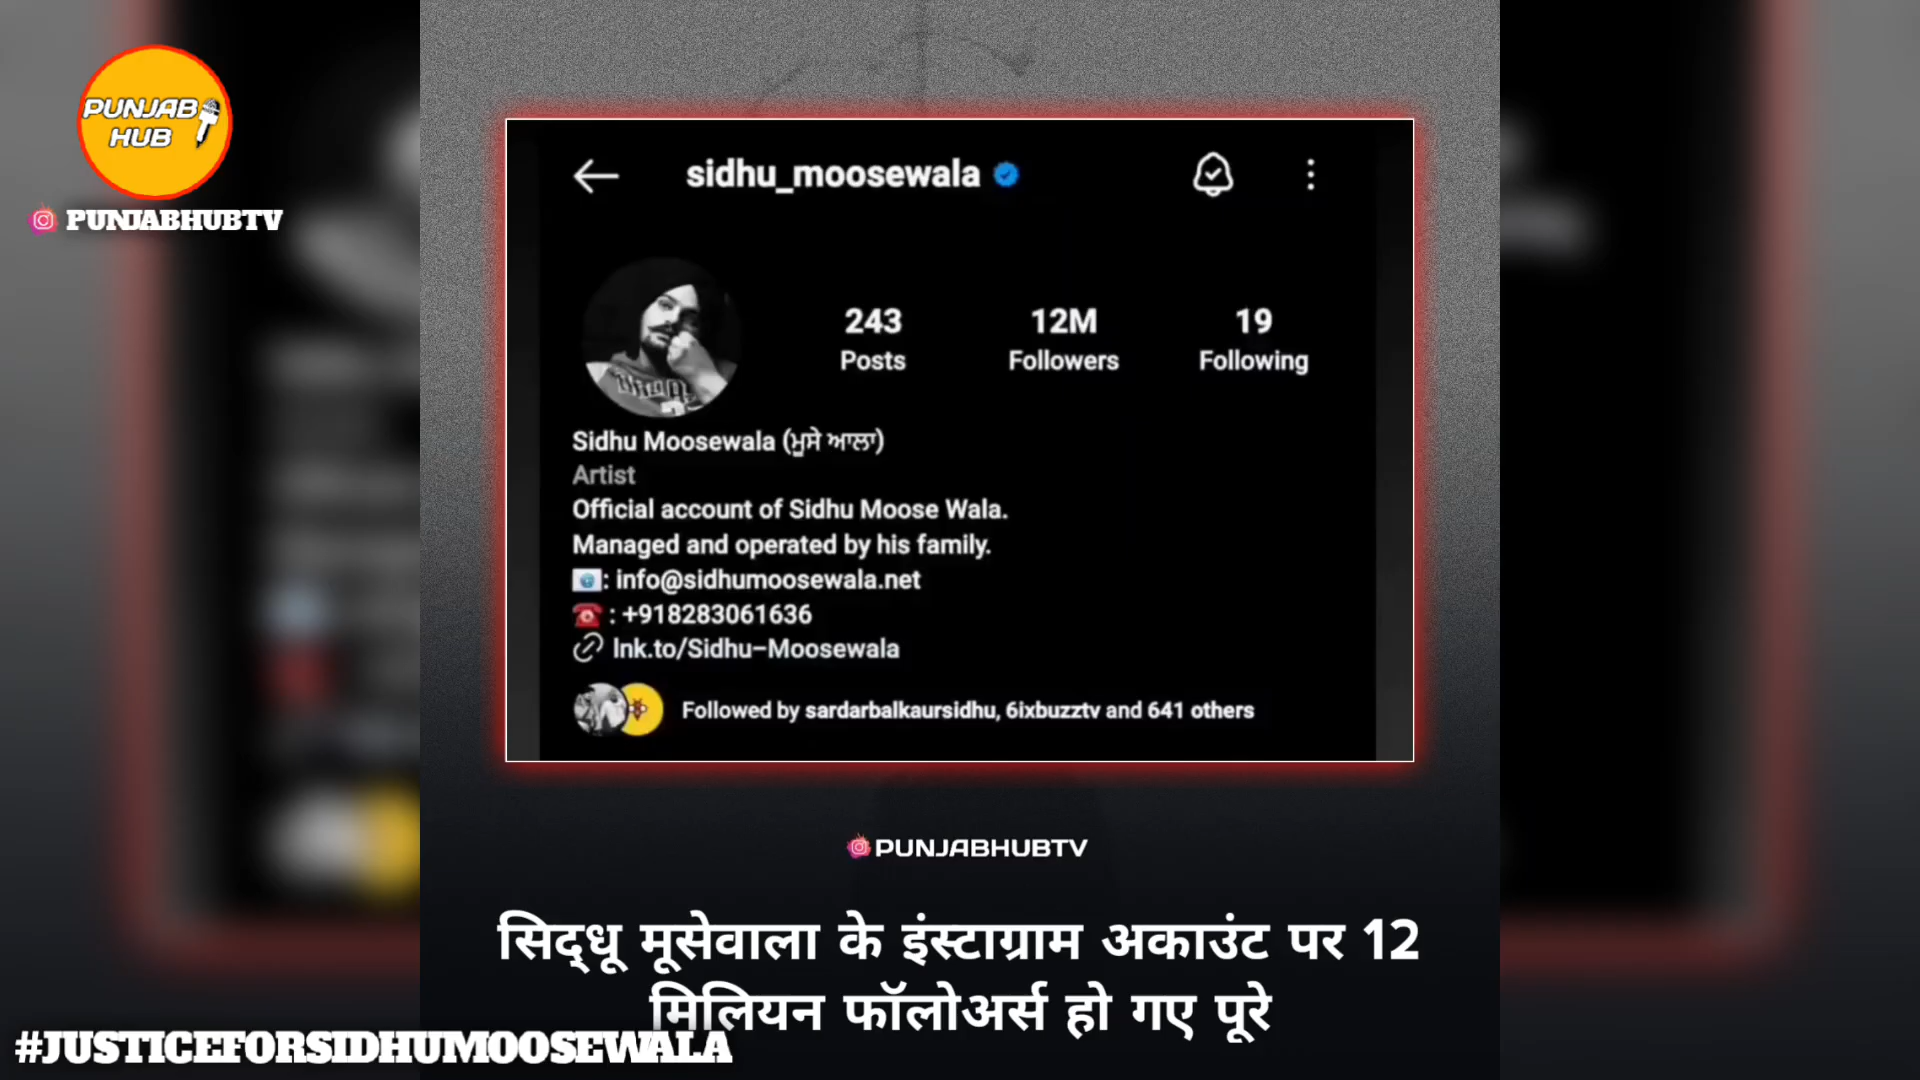 PUNJAB
HUB
PUNJABHUBTV
sidhu_moosewala
243
Posts
12M
Followers
19
Following
Sidhu Moosewala (ਮੂਸੇ ਆਲਾ)
Artist
Official account of Sidhu Moose Wala.
Managed and operated by his family.
: info@sidhumoosewala.net
: +918283061636
lnk.to/Sidhu-Moosewala
Followed by sardarbalkaursidhu, 6ixbuzztv and 641 others
PUNJABHUBTV
सिद्धू मूसेवाला के इंस्टाग्राम अकाउंट पर 12
मिलियन फॉलोअर्स हो गए पूरे
#JUSTICEFORSIDHUMOOSEWALA